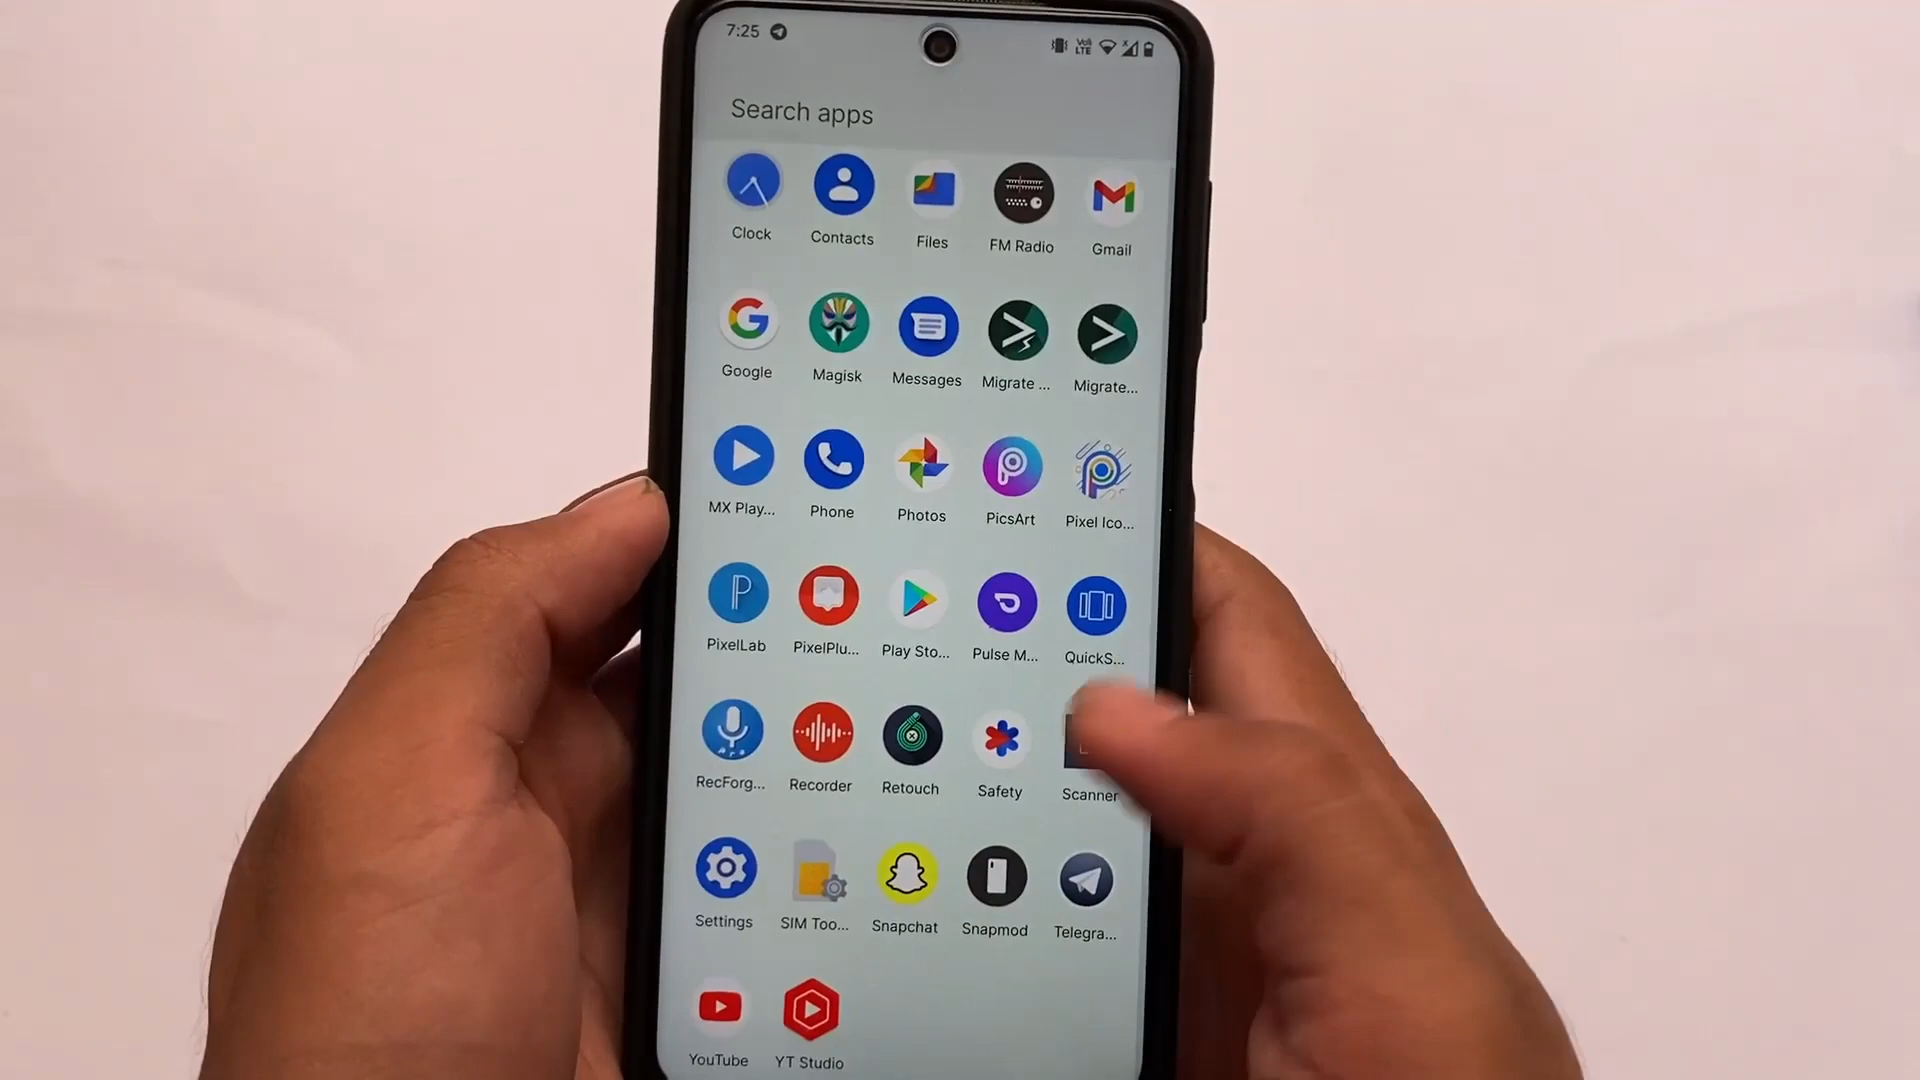 7:25
Vo))
LTE
Search apps
Clock Contacts Files FM Radio Gmail
Google Magisk Messages Migrate ... Migrate...
MX Play... Phone Photos PicsArt Pixel Ico...
PixelLab PixelPlu... Play Sto... Pulse M... QuickS...
RecForg... Recorder Retouch Safety Scanner
Settings SIM Too... Snapchat Snapmod Telegra...
YouTube YT Studio